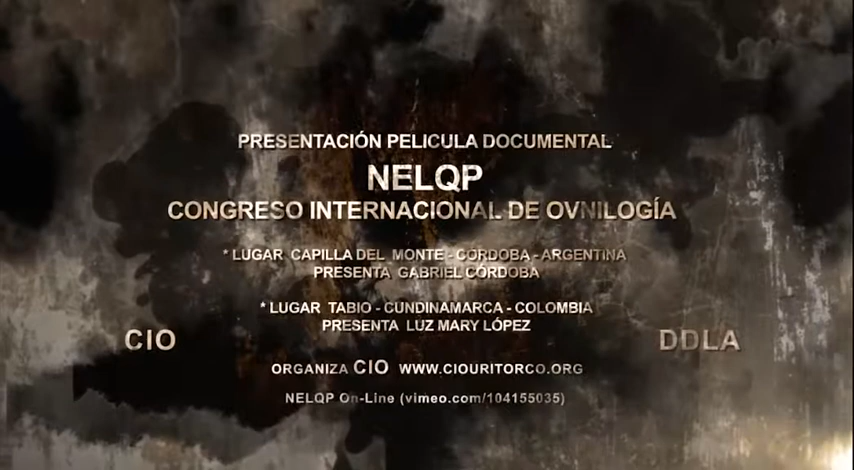 PRESENTACIÓN PELICULA DOCUMENTAL
NELQP
CONGRESO INTERNACIONAL DE OVNILOGÍA
* LUGAR CAPILLA DEL MONTE - CÓRDOBA - ARGENTINA
PRESENTA GABRIEL CÓRDOBA
* LUGAR TABIO - CUNDINAMARCA - COLOMBIA
PRESENTA LUZ MARY LÓPEZ
CIO
DDLA
ORGANIZA CIO WWW.CIOURITORCO.ORG
NELQP On-Line (vimeo.com/104155035)